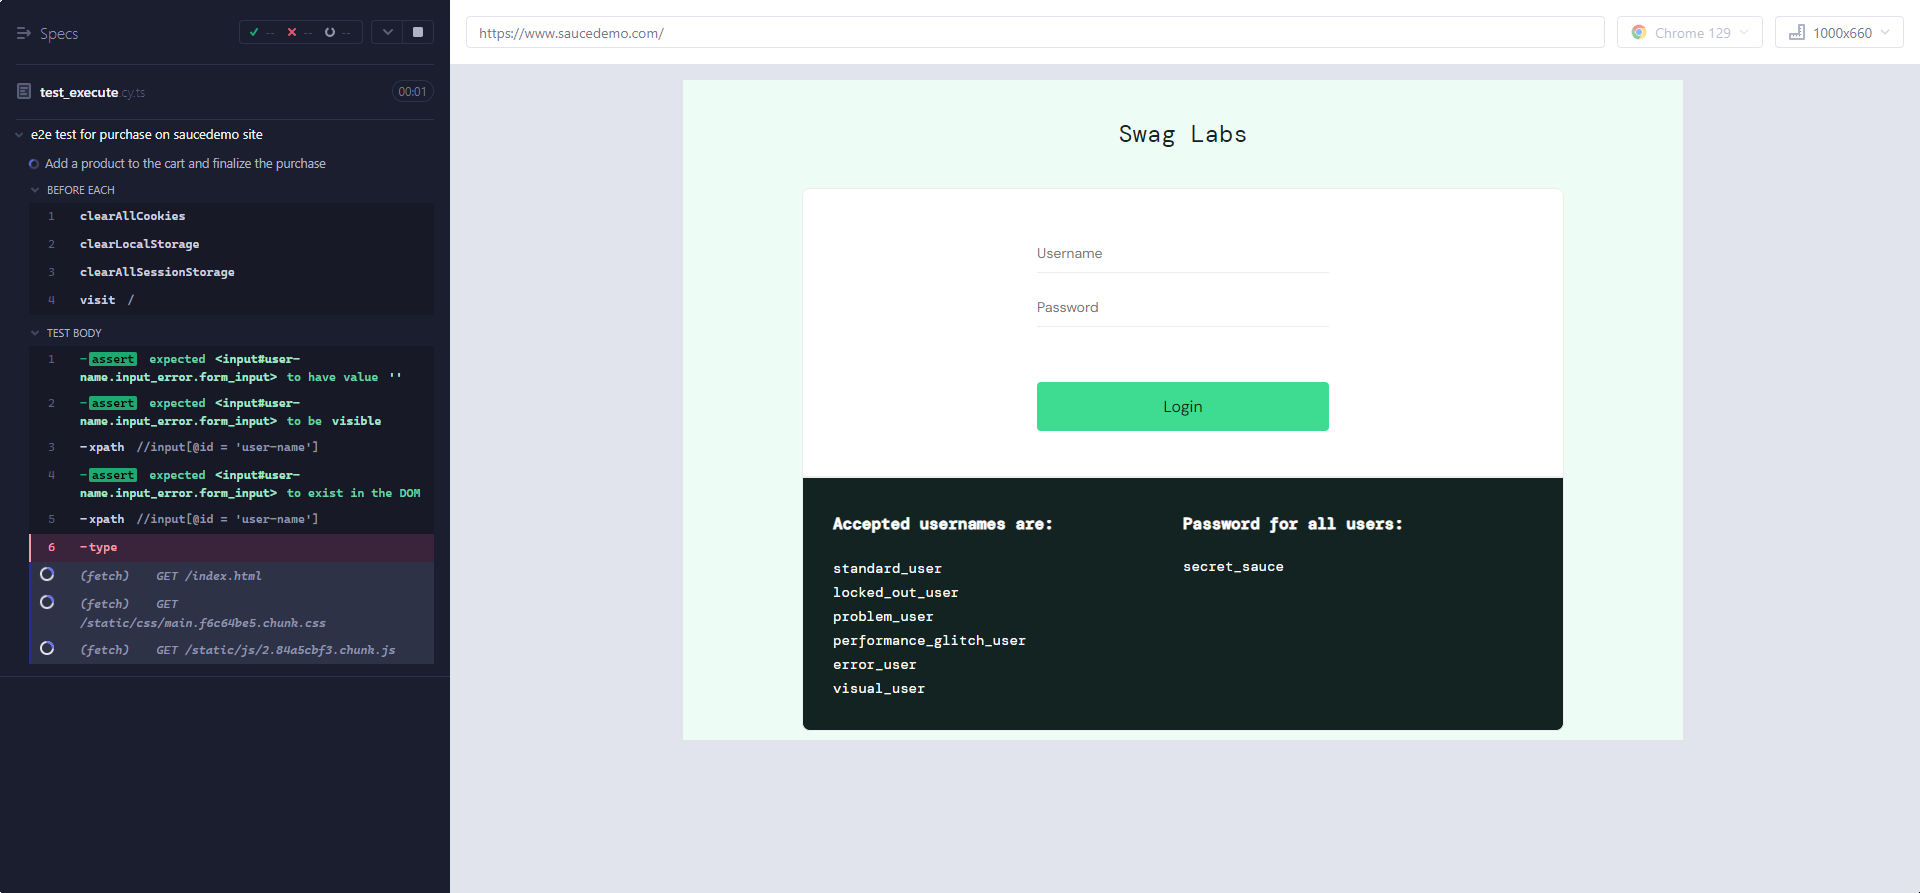 Specs
-- -- --
test_execute.cy.ts 00:01
e2e test for purchase on saucedemo site
Add a product to the cart and finalize the purchase
BEFORE EACH
1 clearAllCookies
2 clearLocalStorage
3 clearAllSessionStorage
4 visit /
TEST BODY
1 -assert expected <input#user-
name.input_error.form_input> to have value ''
2 -assert expected <input#user-
name.input_error.form_input> to be visible
3 -xpath //input[@id = 'user-name']
4 -assert expected <input#user-
name.input_error.form_input> to exist in the DOM
5 -xpath //input[@id = 'user-name']
6 -type
(fetch) GET /index.html
(fetch) GET
/static/css/main.f6c64be5.chunk.css
(fetch) GET /static/js/2.84a5cbf3.chunk.js
https://www.saucedemo.com/
Chrome 129
1000x660
Swag Labs
Username
Password
Login
Accepted usernames are:
standard_user
locked_out_user
problem_user
performance_glitch_user
error_user
visual_user
Password for all users:
secret_sauce